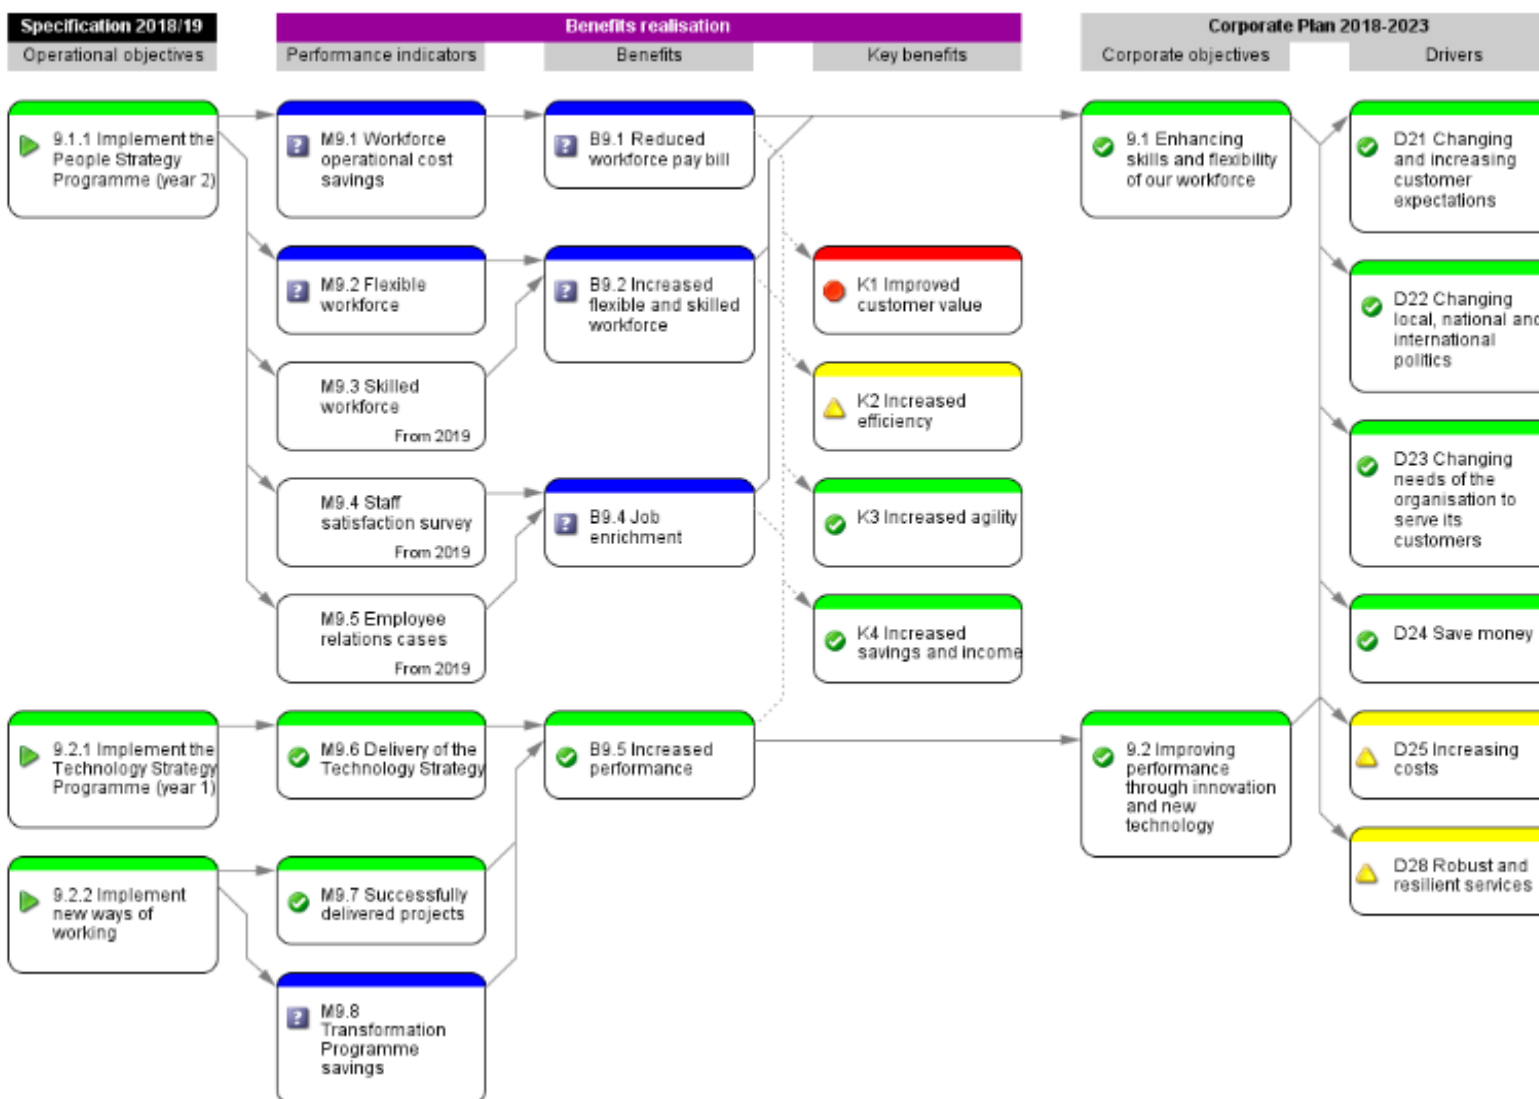 Specification 2018/19
Benefits realisation
Corporate Plan 2018-2023
Operational objectives
Performance indicators
Benefits
Key benefits
Corporate objectives
Drivers
9.1.1 Implement the
People Strategy
Programme (year 2)
9.2.1 Implement the
Technology Strategy
Programme (year 1)
9.2.2 Implement
new ways of
working
M9.1 Workforce
operational cost
savings
M9.2 Flexible
workforce
M9.3 Skilled
workforce
From 2019
M9.4 Staff
satisfaction survey
From 2019
M9.5 Employee
relations cases
From 2019
M9.6 Delivery of the
Technology Strategy
M9.7 Successfully
delivered projects
M9.8
Transformation
Programme
savings
B9.1 Reduced
workforce pay bill
B9.2 Increased
flexible and skilled
workforce
B9.4 Job
enrichment
B9.5 Increased
performance
K1 Improved
customer value
K2 Increased
efficiency
K3 Increased agility
K4 Increased
savings and income
9.1 Enhancing
skills and flexibility
of our workforce
9.2 Improving
performance
through innovation
and new
technology
D21 Changing
and increasing
customer
expectations
D22 Changing
local, national and
international
politics
D23 Changing
needs of the
organisation to
serve its
customers
D24 Save money
D25 Increasing
costs
D28 Robust and
resilient services